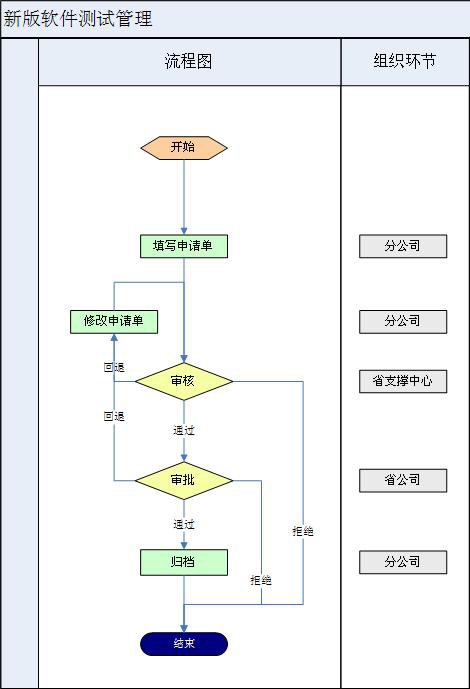 新版软件测试管理
流程图
组织环节
开始
填写申请单
分公司
修改申请单
分公司
回退
审核
省支撑中心
回退
通过
审批
省公司
通过
拒绝
归档
分公司
拒绝
结束